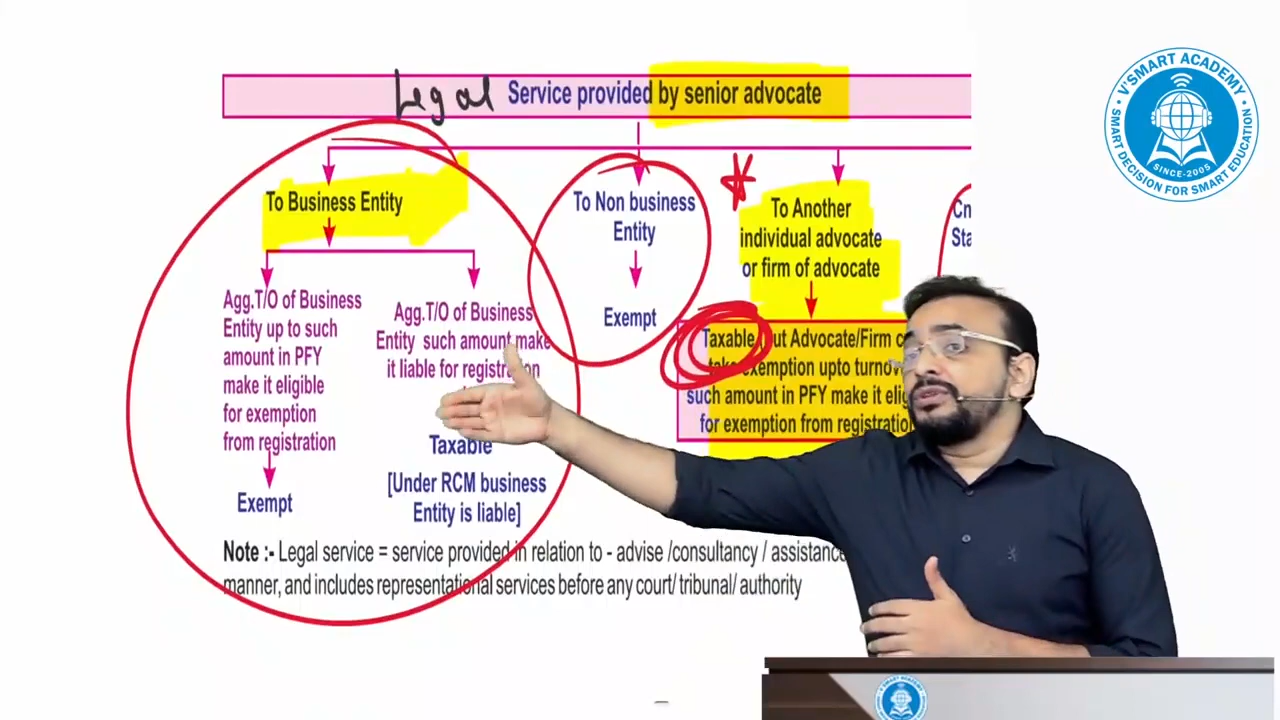 Legal Service provided by senior advocate
To Business Entity
Agg.T/O of Business
Entity up to such
amount in PFY
make it eligible
for exemption
from registration
Exempt
Agg.T/O of Business
Entity such amount make
it liable for registration
Taxable
[Under RCM business
Entity is liable]
To Non business
Entity
Exempt
To Another
individual advocate
or firm of advocate
Taxable, but Advocate/Firm
take exemption upto
such amount in PFY make it
for exemption from registration
Note :- Legal service = service provided in relation to - advise /consultancy / assistance
manner, and includes representational services before any court/ tribunal/ authority
V'SMART ACADEMY
SINCE-2005
SMART DECISION FOR SMART EDUCATION